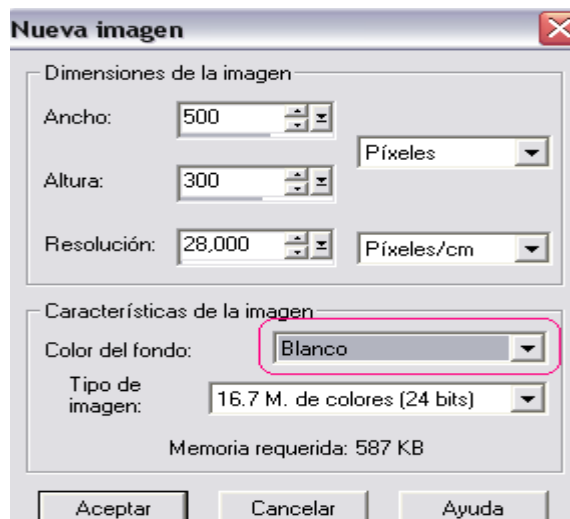 Nueva imagen
Dimensiones de la imagen
Ancho: 500
Píxeles
Altura: 300
Resolución: 28,000 Píxeles/cm
Características de la imagen
Color del fondo: Blanco
Tipo de
imagen: 16.7 M. de colores (24 bits)
Memoria requerida: 587 KB
Aceptar Cancelar Ayuda